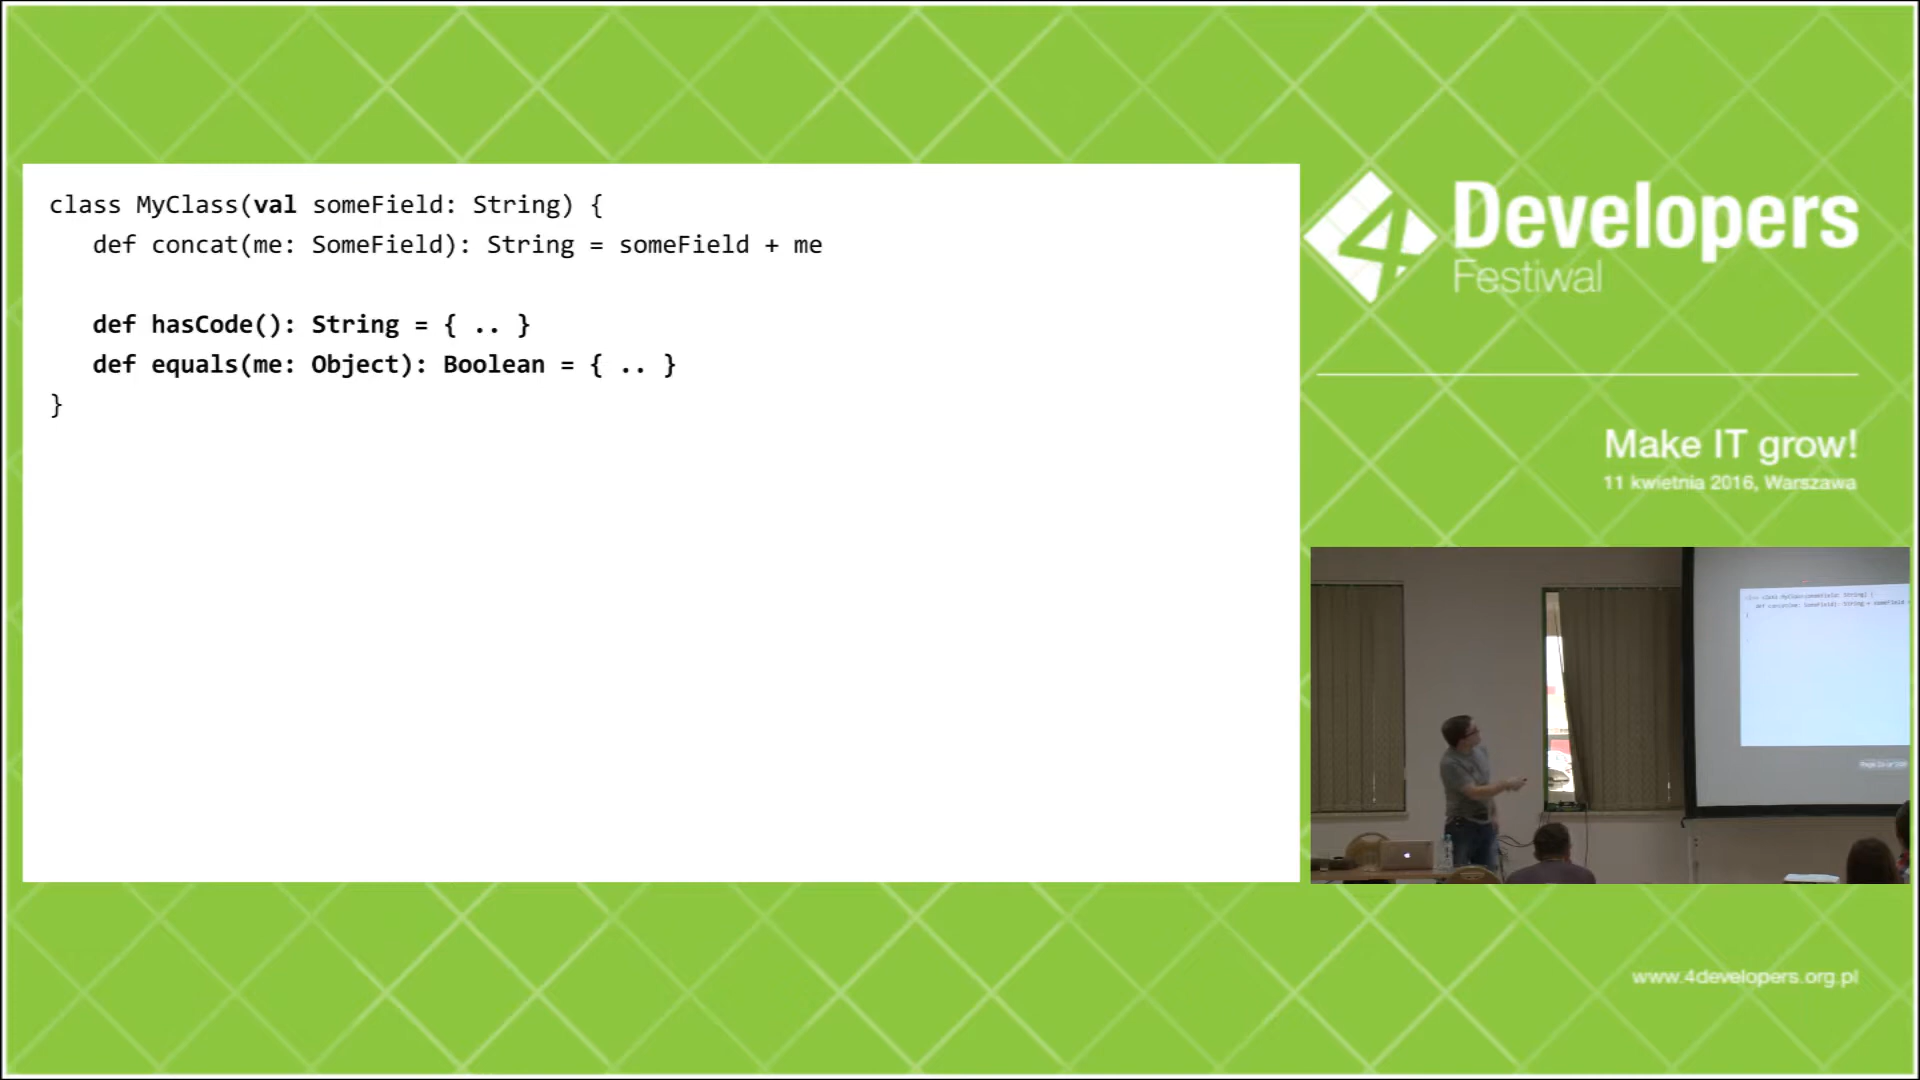 class MyClass(val someField: String) {
def concat(me: SomeField): String = someField + me
def hasCode(): String = { .. }
def equals(me: Object): Boolean = { .. }
}
4Developers
Festiwal
Make IT grow!
11 kwietnia 2016, Warszawa
www.4developers.org.pl